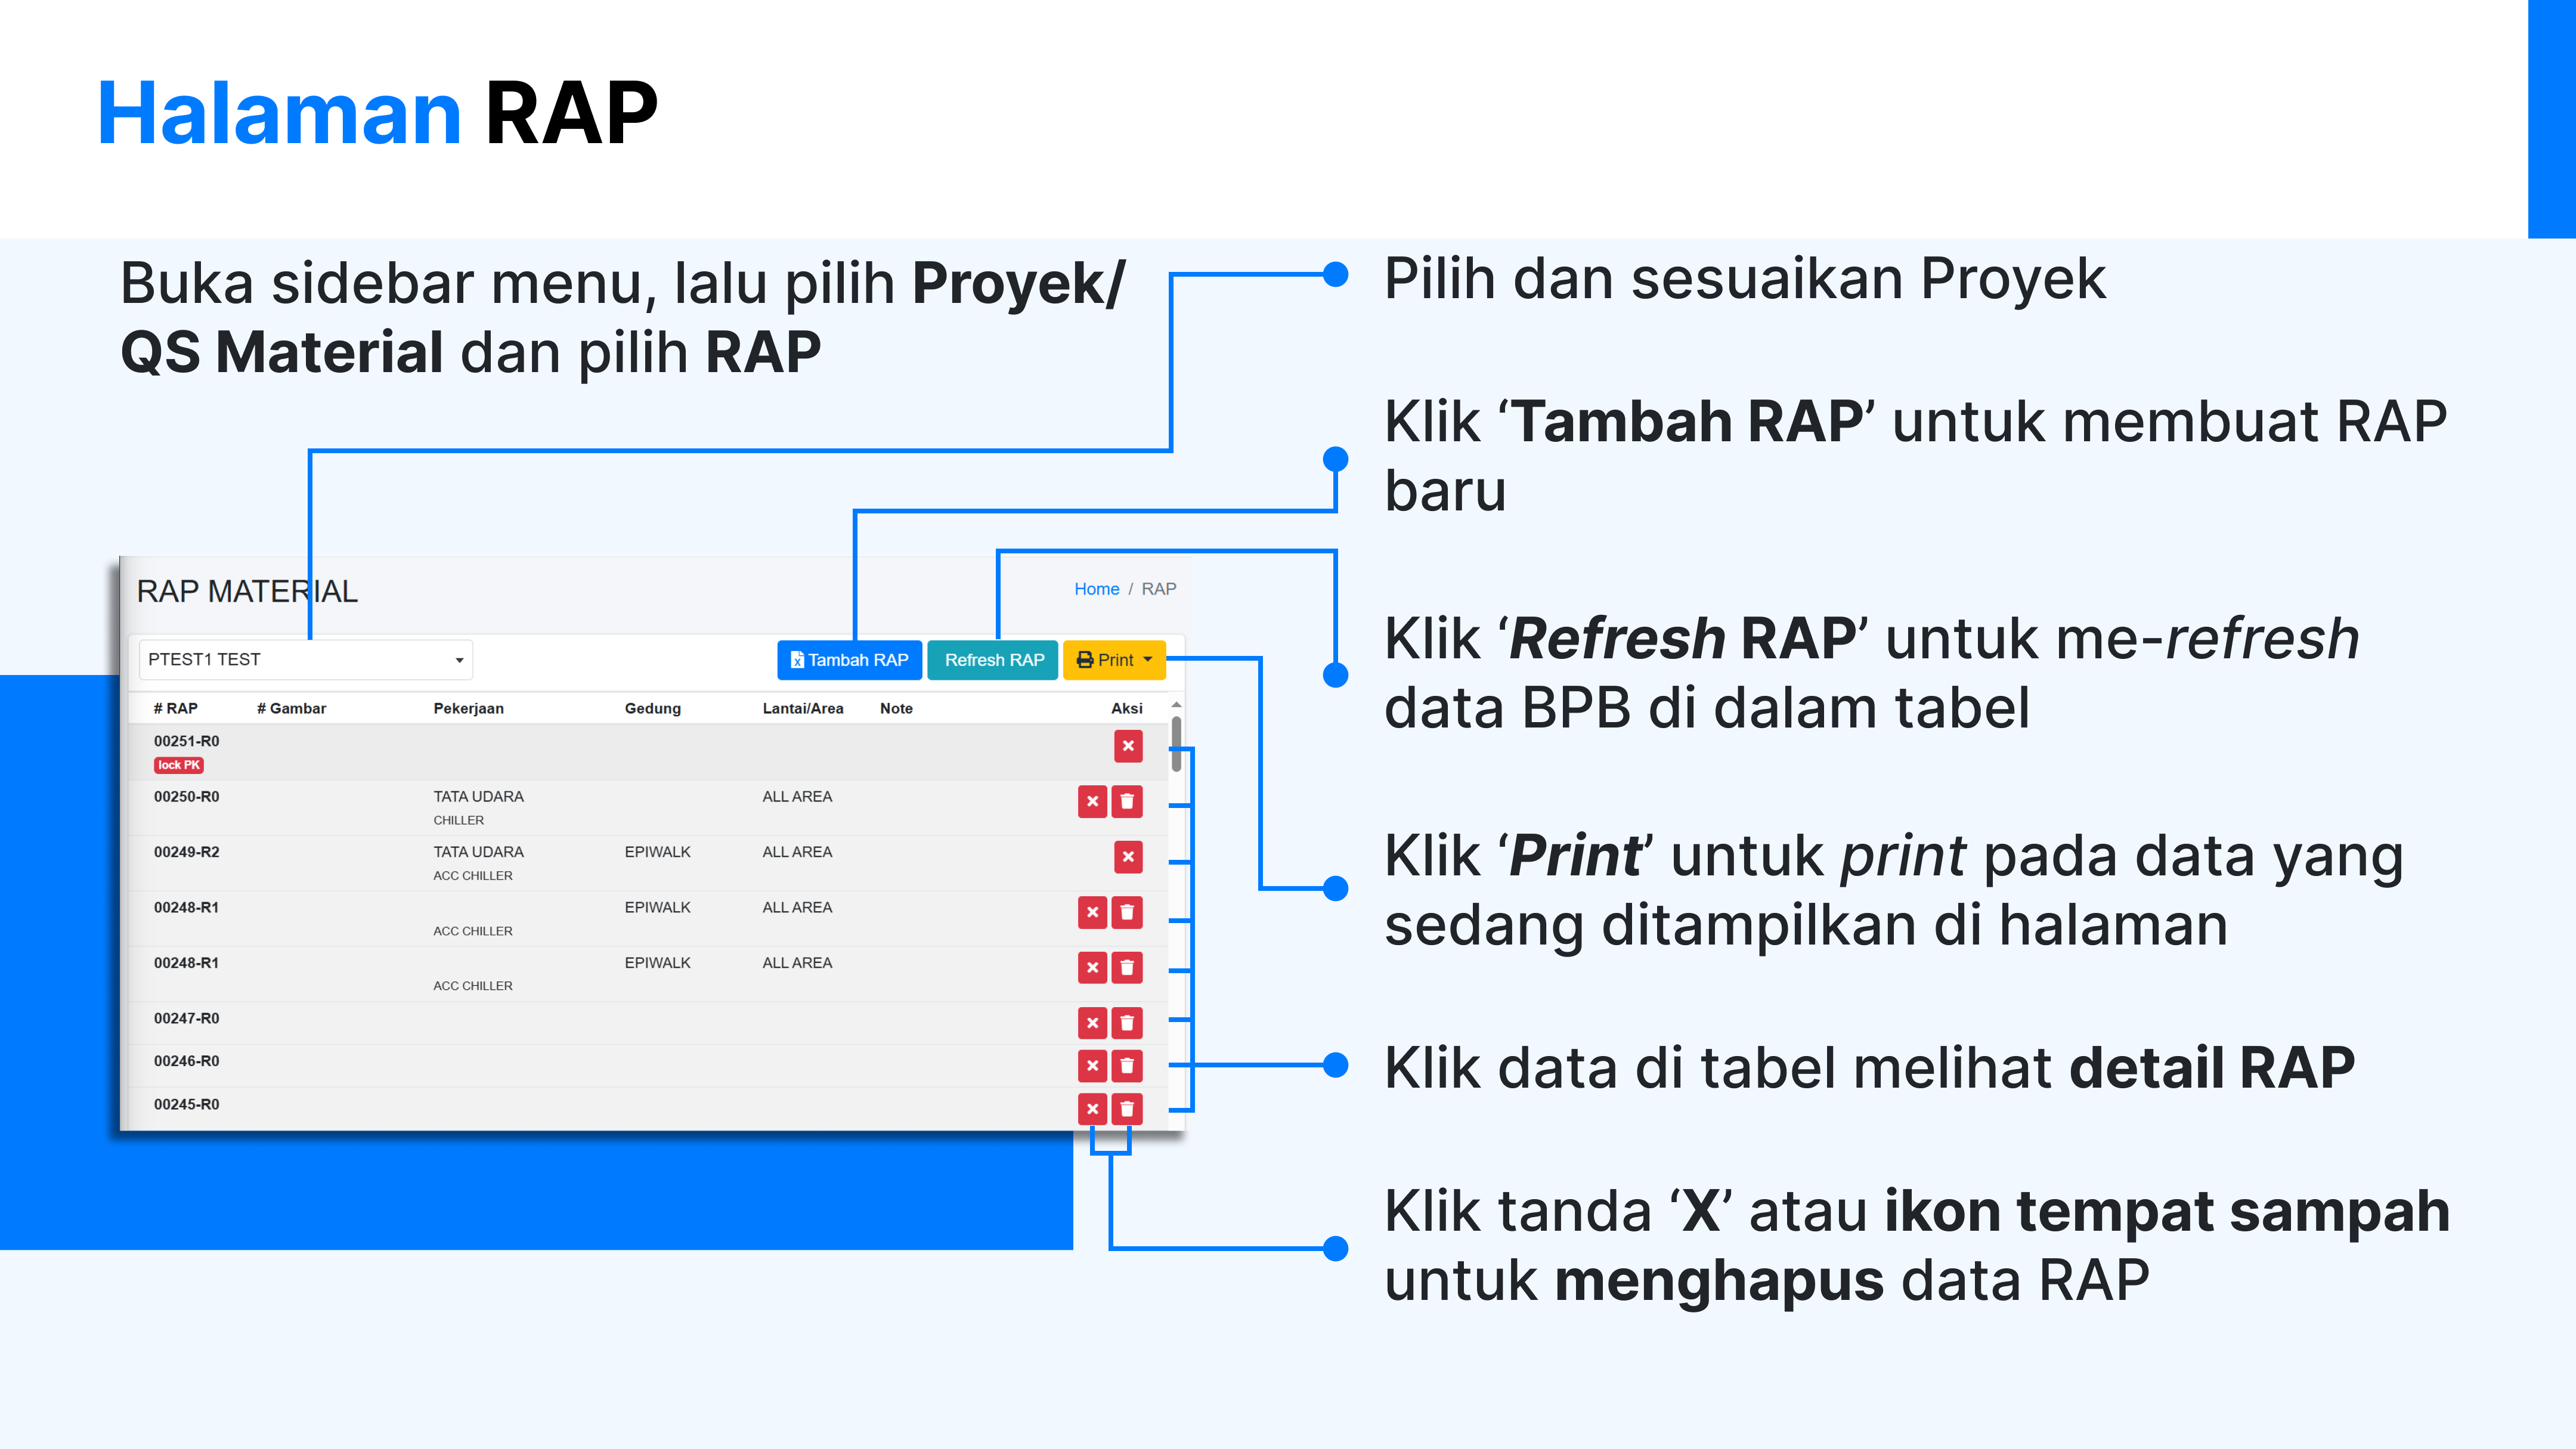 Halaman RAP
Buka sidebar menu, lalu pilih Proyek/
QS Material dan pilih RAP
RAP MATERIAL
Home / RAP
PTEST1 TEST
Tambah RAP
Refresh RAP
Print
# RAP # Gambar Pekerjaan Gedung Lantai/Area Note Aksi
00251-R0
lock PK
00250-R0 TATA UDARA ALL AREA
CHILLER
00249-R2 TATA UDARA EPIWALK ALL AREA
ACC CHILLER
00248-R1 EPIWALK ALL AREA
ACC CHILLER
00248-R1 EPIWALK ALL AREA
ACC CHILLER
00247-R0
00246-R0
00245-R0
Pilih dan sesuaikan Proyek
Klik ‘Tambah RAP’ untuk membuat RAP
baru
Klik ‘Refresh RAP’ untuk me-refresh
data BPB di dalam tabel
Klik ‘Print’ untuk print pada data yang
sedang ditampilkan di halaman
Klik data di tabel melihat detail RAP
Klik tanda ‘X’ atau ikon tempat sampah
untuk menghapus data RAP